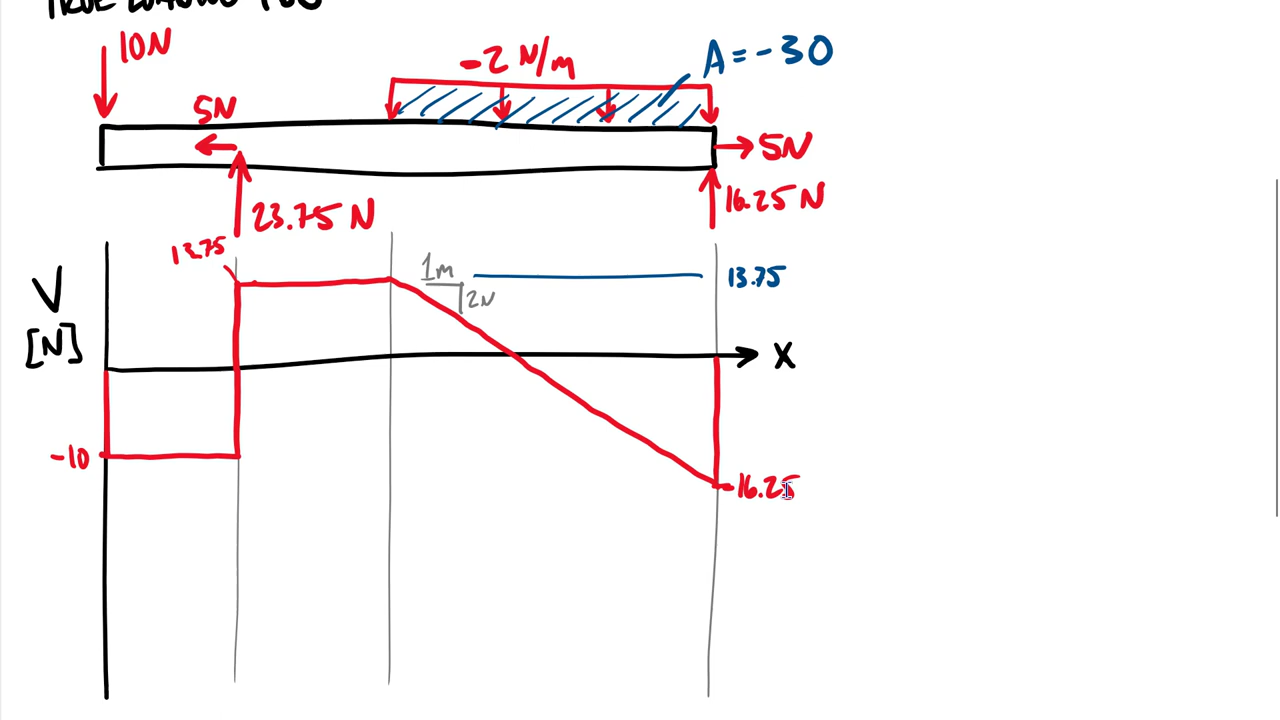 10N
-2 N/m
A = -30
5N
5N
23.75 N
16.25 N
13.75
1m
2N
13.75
V
[N]
X
-10
-16.25